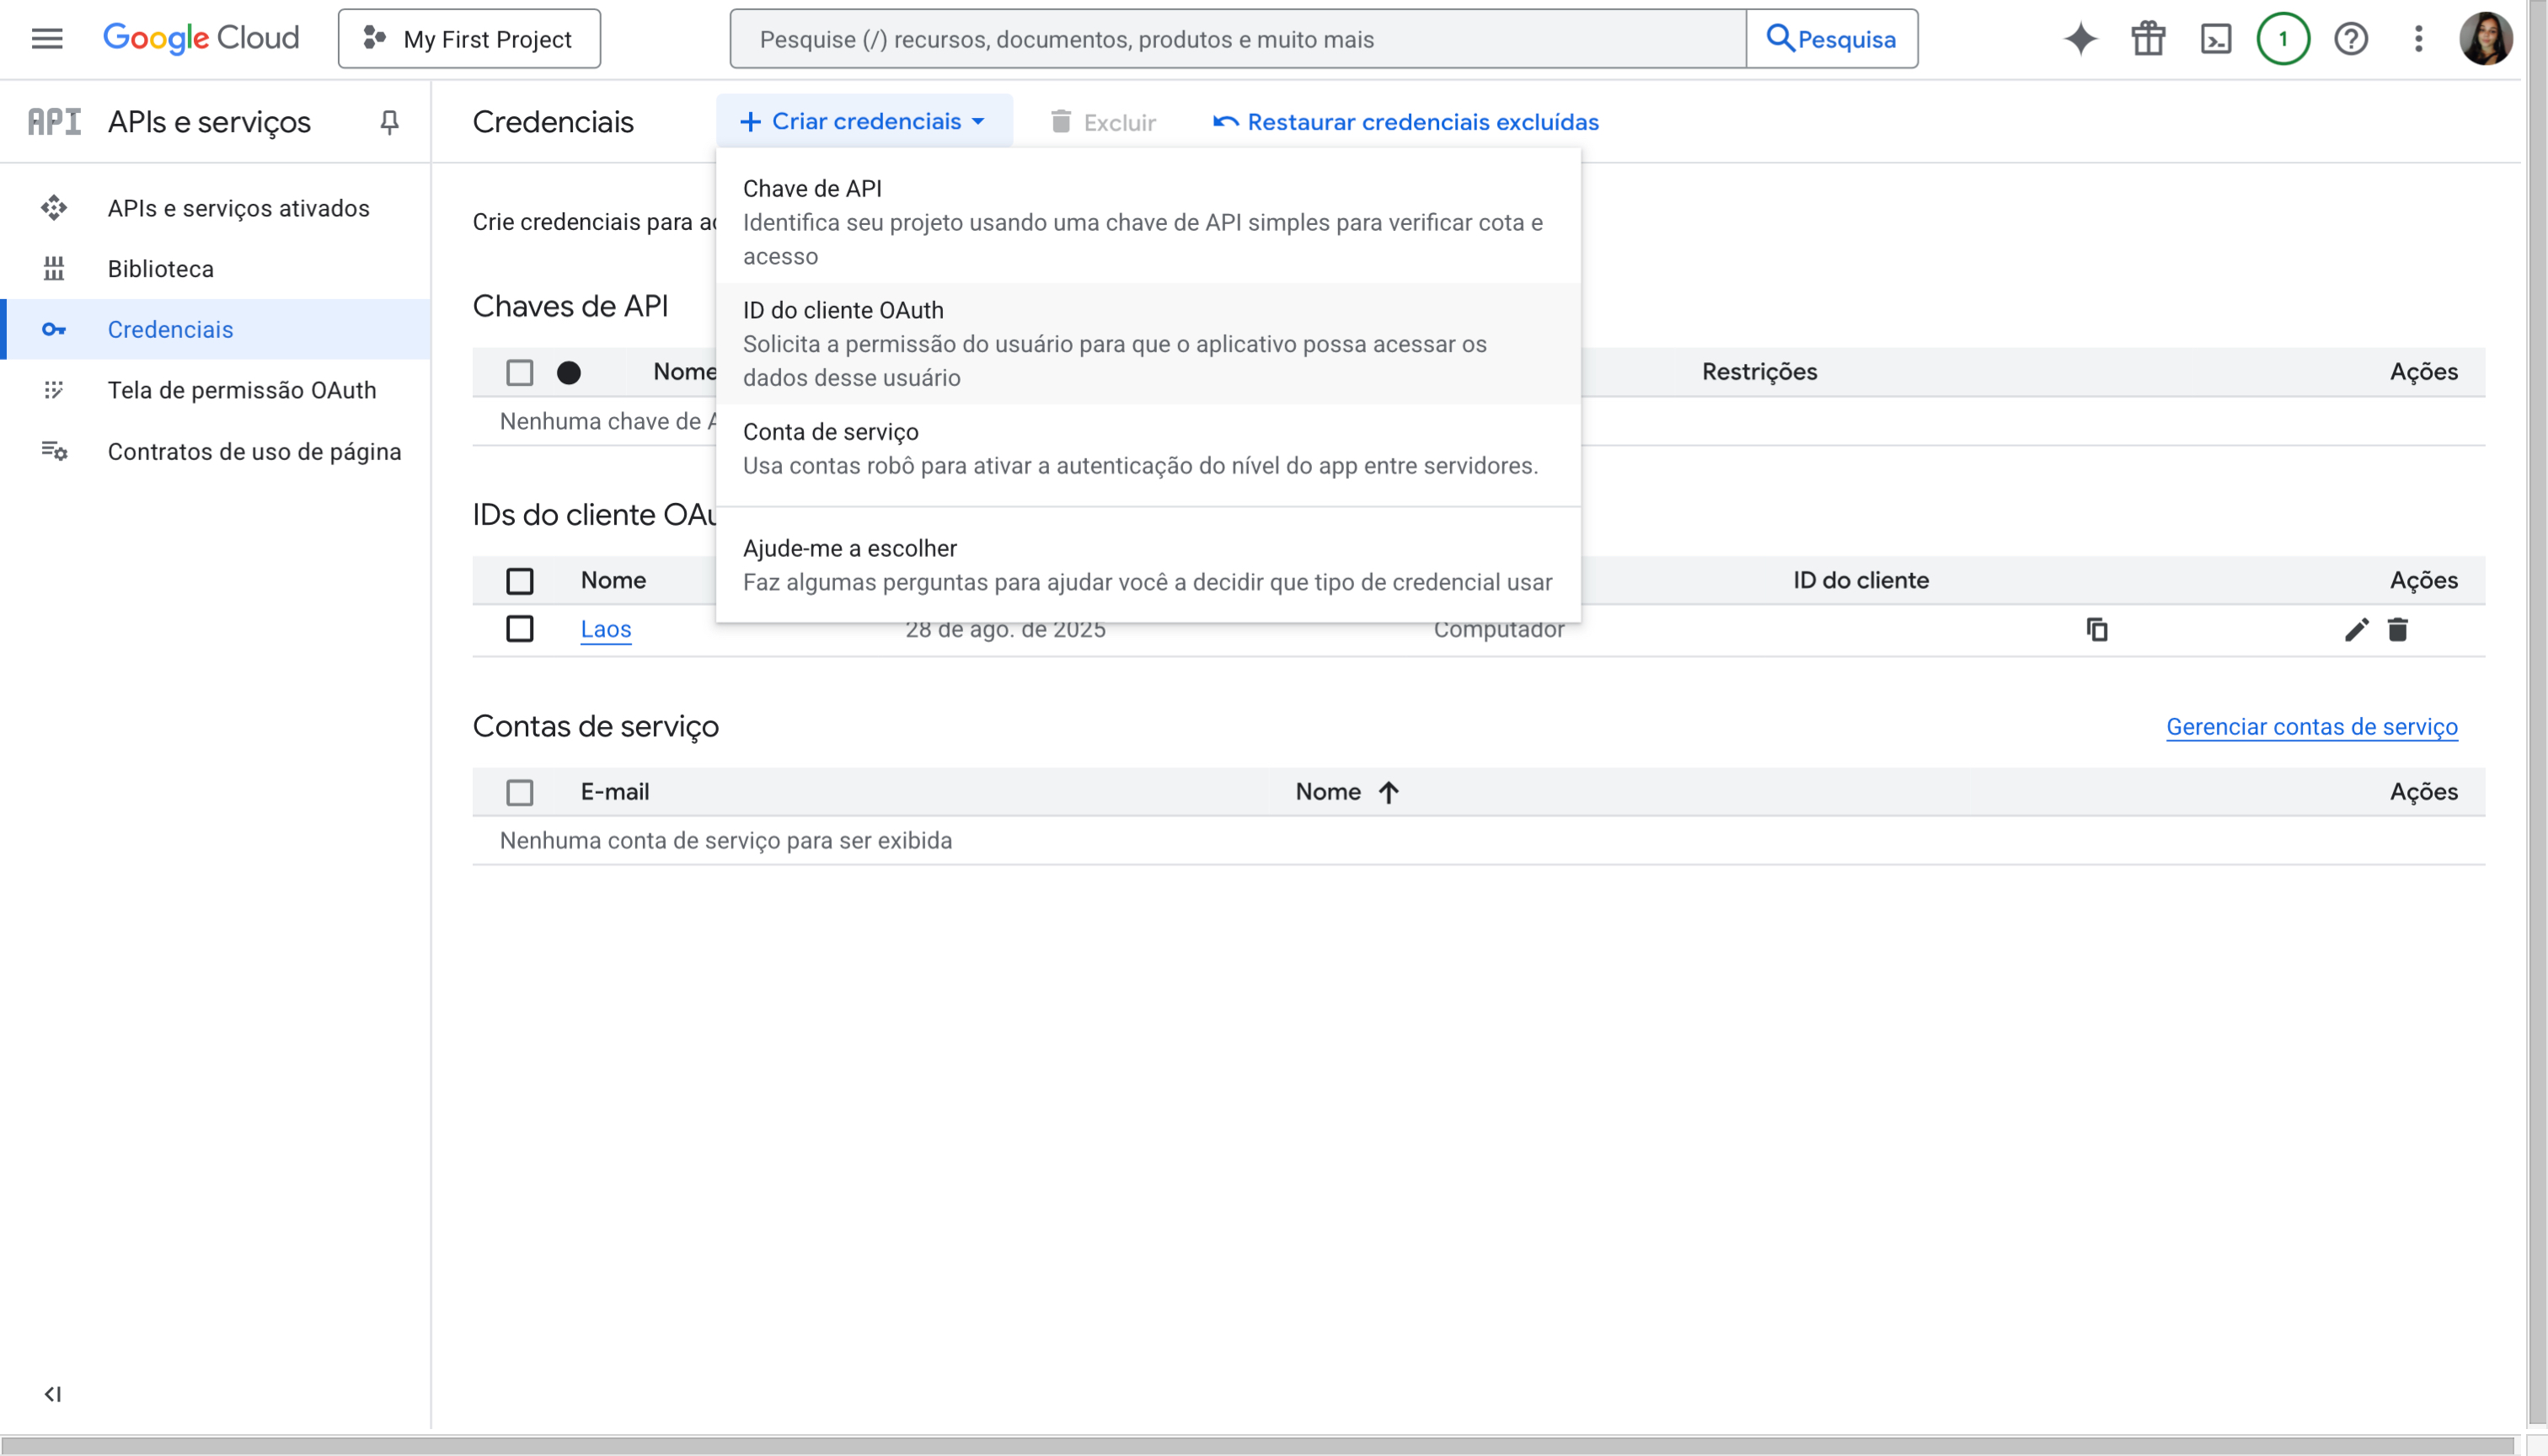 Google Cloud
My First Project
Pesquise (/) recursos, documentos, produtos e muito mais
Pesquisa
1
API
APIs e serviços
Credenciais
Criar credenciais
Excluir
Restaurar credenciais excluídas
APIs e serviços ativados
Biblioteca
Credenciais
Tela de permissão OAuth
Contratos de uso de página
Crie credenciais para
Chave de API
Identifica seu projeto usando uma chave de API simples para verificar cota e
acesso
ID do cliente OAuth
Solicita a permissão do usuário para que o aplicativo possa acessar os
dados desse usuário
Conta de serviço
Usa contas robô para ativar a autenticação do nível do app entre servidores.
Ajude-me a escolher
Faz algumas perguntas para ajudar você a decidir que tipo de credencial usar
Chaves de API
Nome
Restrições
Ações
Nenhuma chave de
IDs do cliente
Nome
ID do cliente
Ações
Laos
28 de ago. de 2025
Computador
Contas de serviço
Gerenciar contas de serviço
E-mail
Nome
Ações
Nenhuma conta de serviço para ser exibida